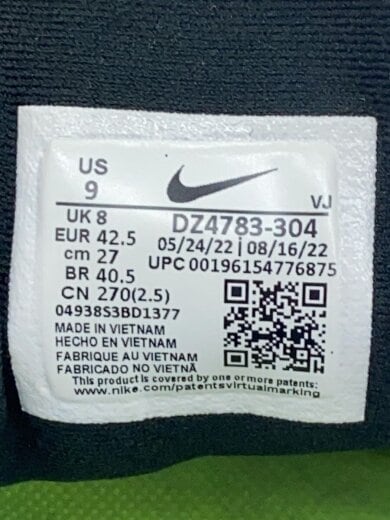 US
9
VJ
UK 8
EUR 42.5
cm 27
BR 40.5
CN 270(2.5)
DZ4783-304
05/24/22 | 08/16/22
UPC 00196154776875
04938S3BD1377
MADE IN VIETNAM
HECHO EN VIETNAM
FABRIQUE AU VIETNAM
FABRICADO NO VIETNÃ
This product is covered by one or more patents:
www.nike.com/patentsvirtualmarking